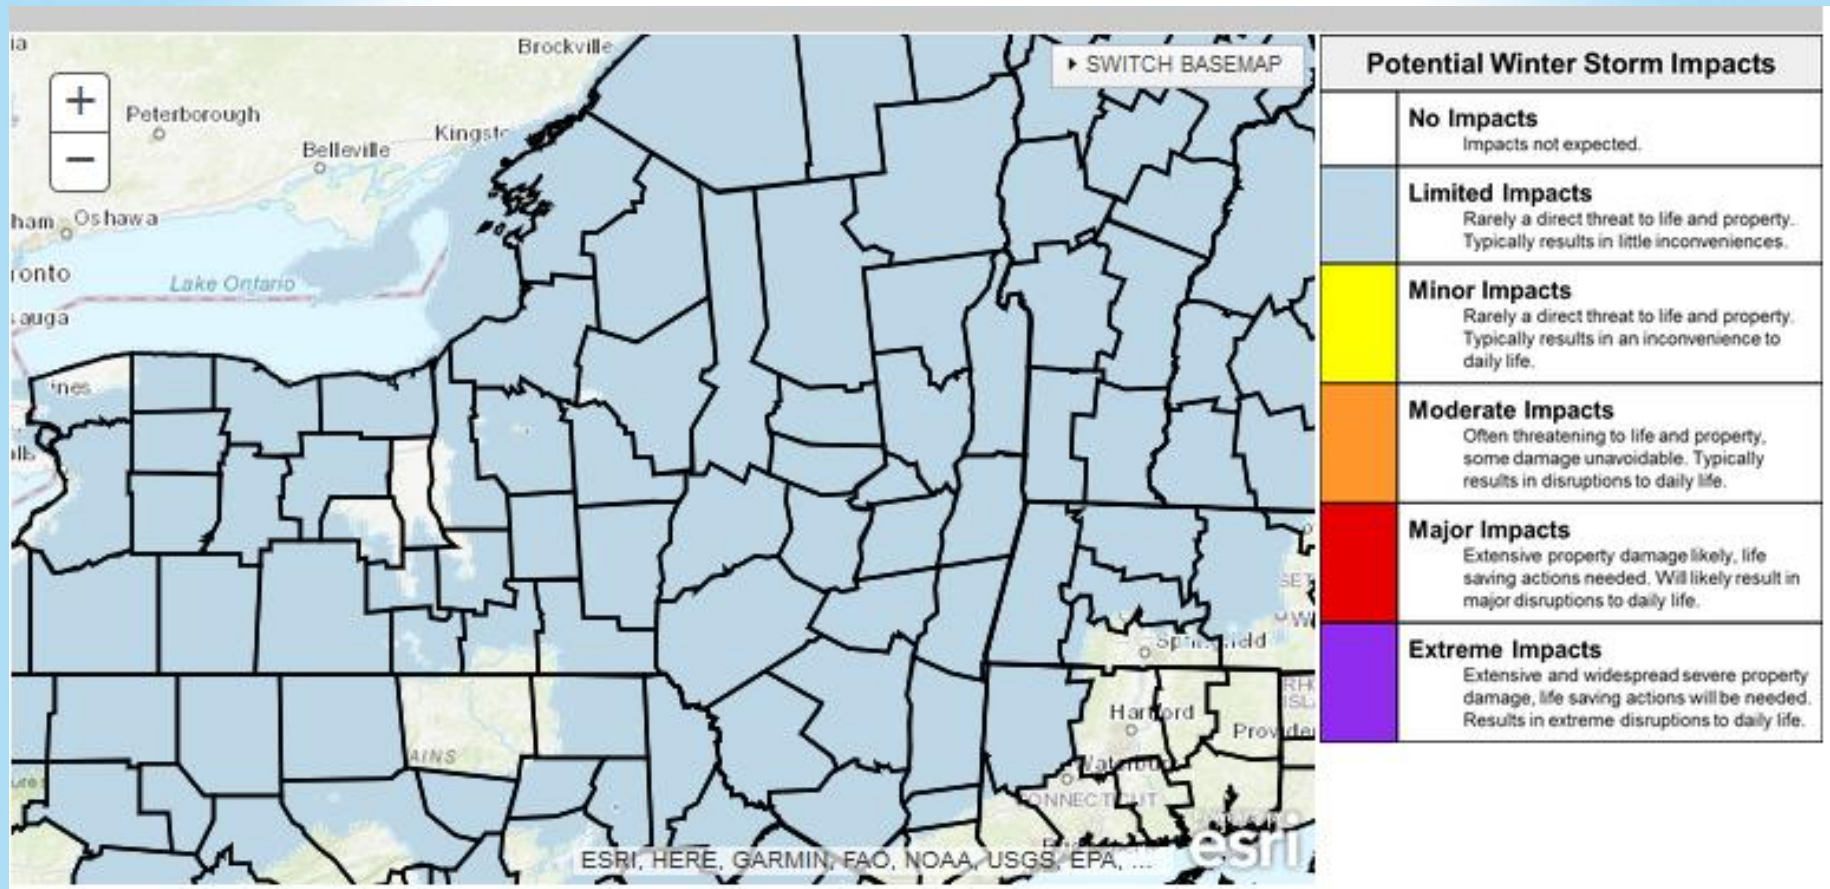 ia
Brockville
SWITCH BASEMAP
+
−
Peterborough
Belleville
Kingst
ham
Oshawa
ronto
Lake Ontario
auga
ines
alls
Springfield
Hartford
Provide
AINS
Waterbu
CONNECTICUT
esri
ESRI, HERE, GARMIN, FAO, NOAA, USGS, EPA, ...
Potential Winter Storm Impacts
No Impacts
Impacts not expected.
Limited Impacts
Rarely a direct threat to life and property.
Typically results in little inconveniences.
Minor Impacts
Rarely a direct threat to life and property.
Typically results in an inconvenience to
daily life.
Moderate Impacts
Often threatening to life and property,
some damage unavoidable. Typically
results in disruptions to daily life.
Major Impacts
Extensive property damage likely, life
saving actions needed. Will likely result in
major disruptions to daily life.
Extreme Impacts
Extensive and widespread severe property
damage, life saving actions will be needed.
Results in extreme disruptions to daily life.